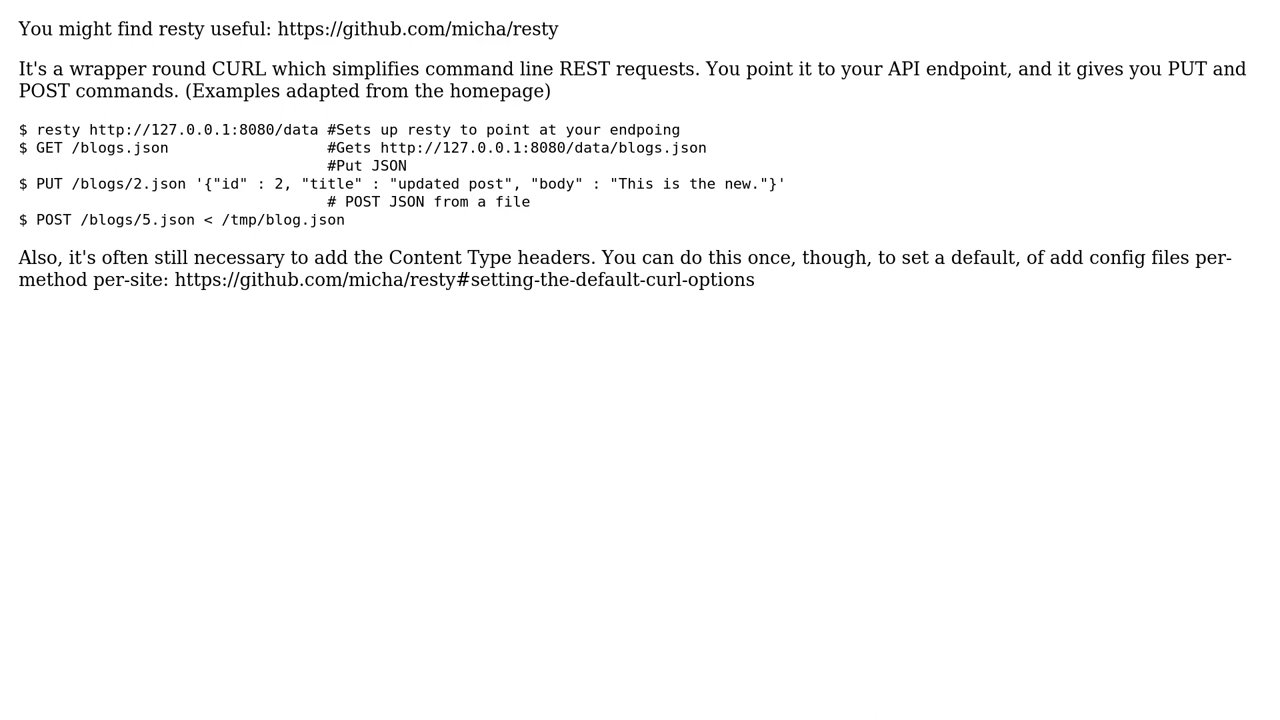 You might find resty useful: https://github.com/micha/resty
It's a wrapper round CURL which simplifies command line REST requests. You point it to your API endpoint, and it gives you PUT and
POST commands. (Examples adapted from the homepage)
$ resty http://127.0.0.1:8080/data #Sets up resty to point at your endpoing
$ GET /blogs.json                  #Gets http://127.0.0.1:8080/data/blogs.json
                                   #Put JSON
$ PUT /blogs/2.json '{"id" : 2, "title" : "updated post", "body" : "This is the new."}'
                                   # POST JSON from a file
$ POST /blogs/5.json < /tmp/blog.json
Also, it's often still necessary to add the Content Type headers. You can do this once, though, to set a default, of add config files per-
method per-site: https://github.com/micha/resty#setting-the-default-curl-options